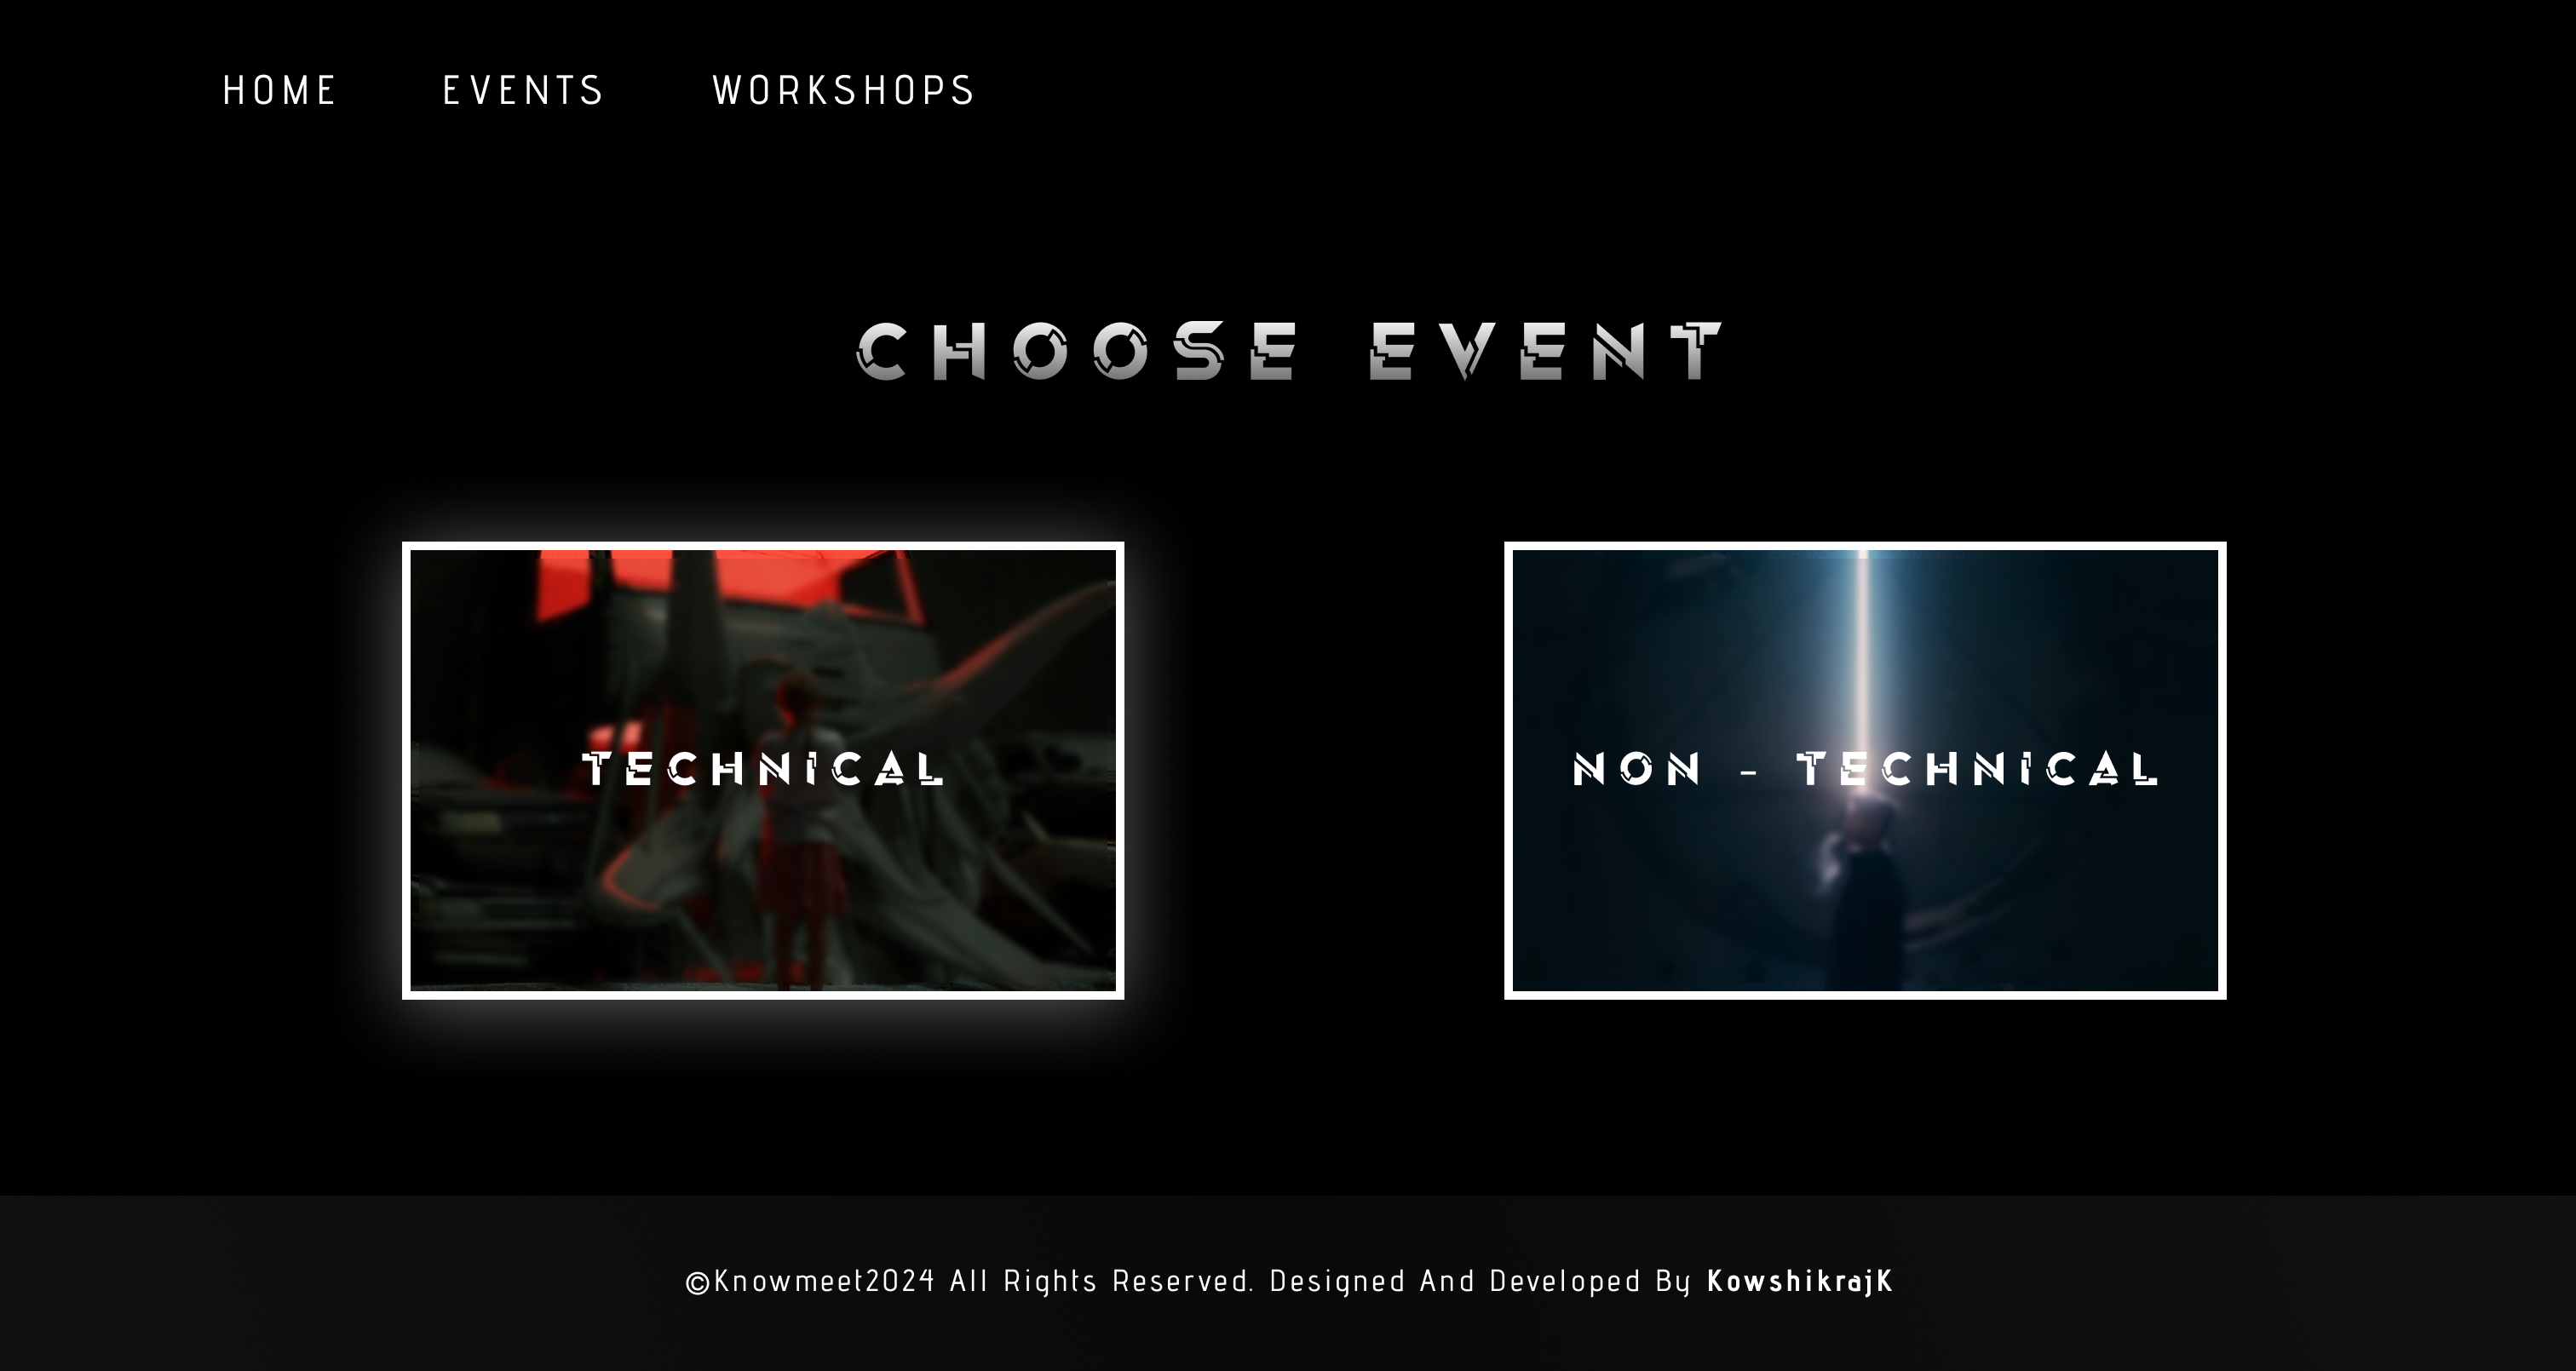 HOME EVENTS WORKSHOPS
CHOOSE EVENT
TECHNICAL
NON - TECHNICAL
©Knowmeet2024 All Rights Reserved. Designed And Developed By KowshikrajK